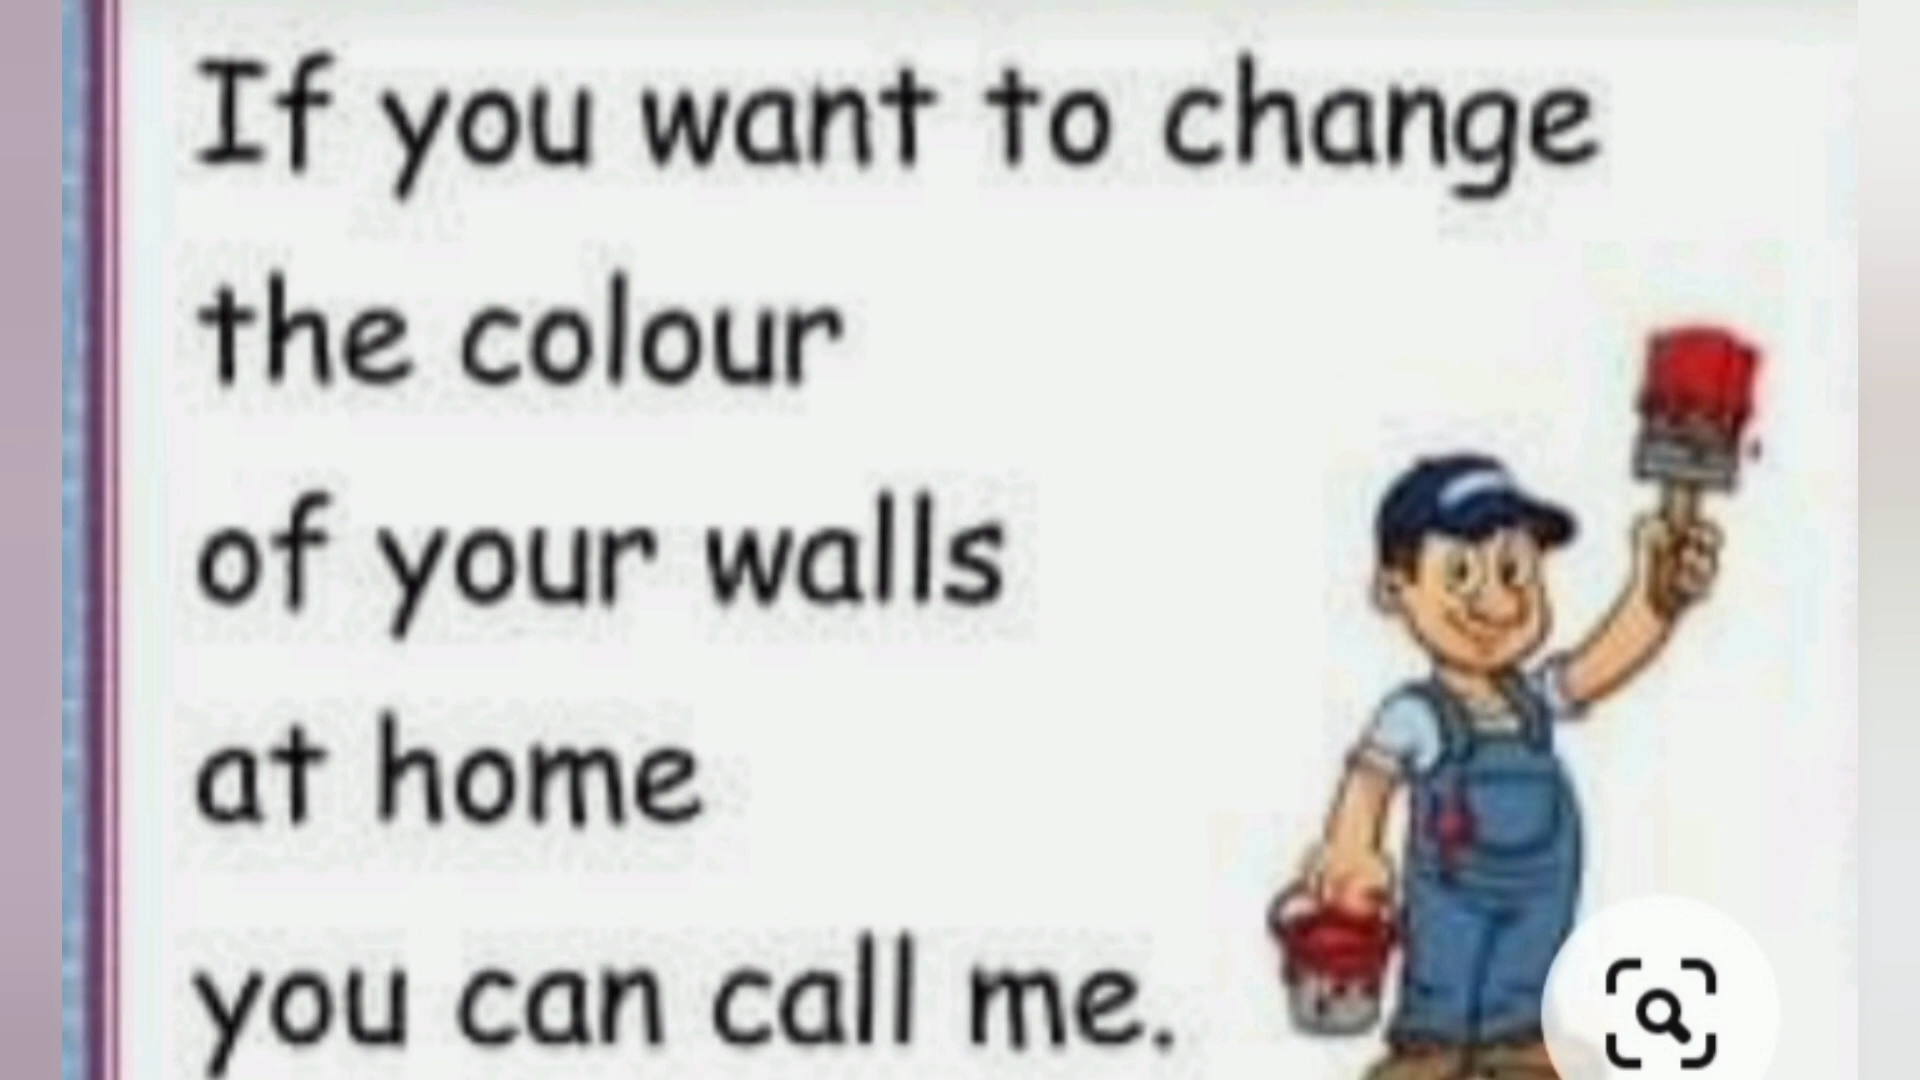 If you want to change
the colour
of your walls
at home
you can call me.